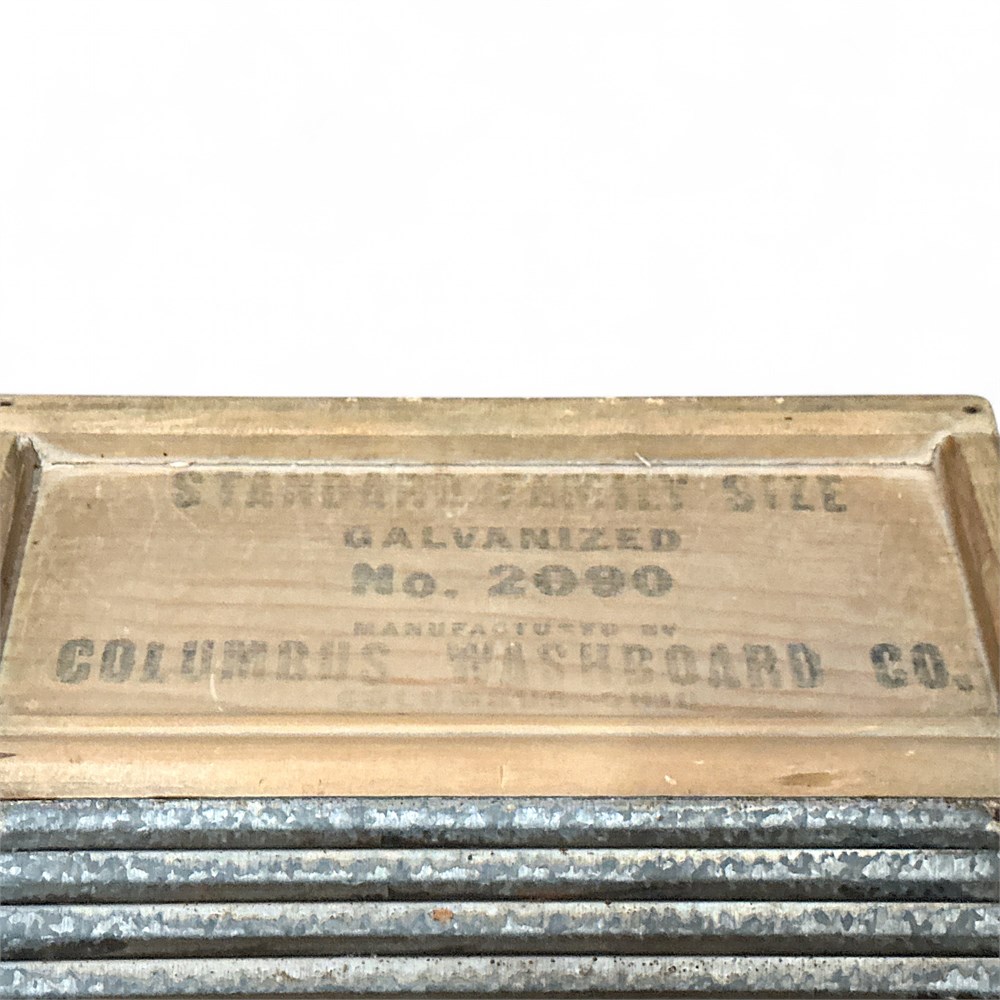 STANDARD FAMILY SIZE
GALVANIZED
No. 2090
MANUFACTURED BY
COLUMBUS WASHBOARD CO.